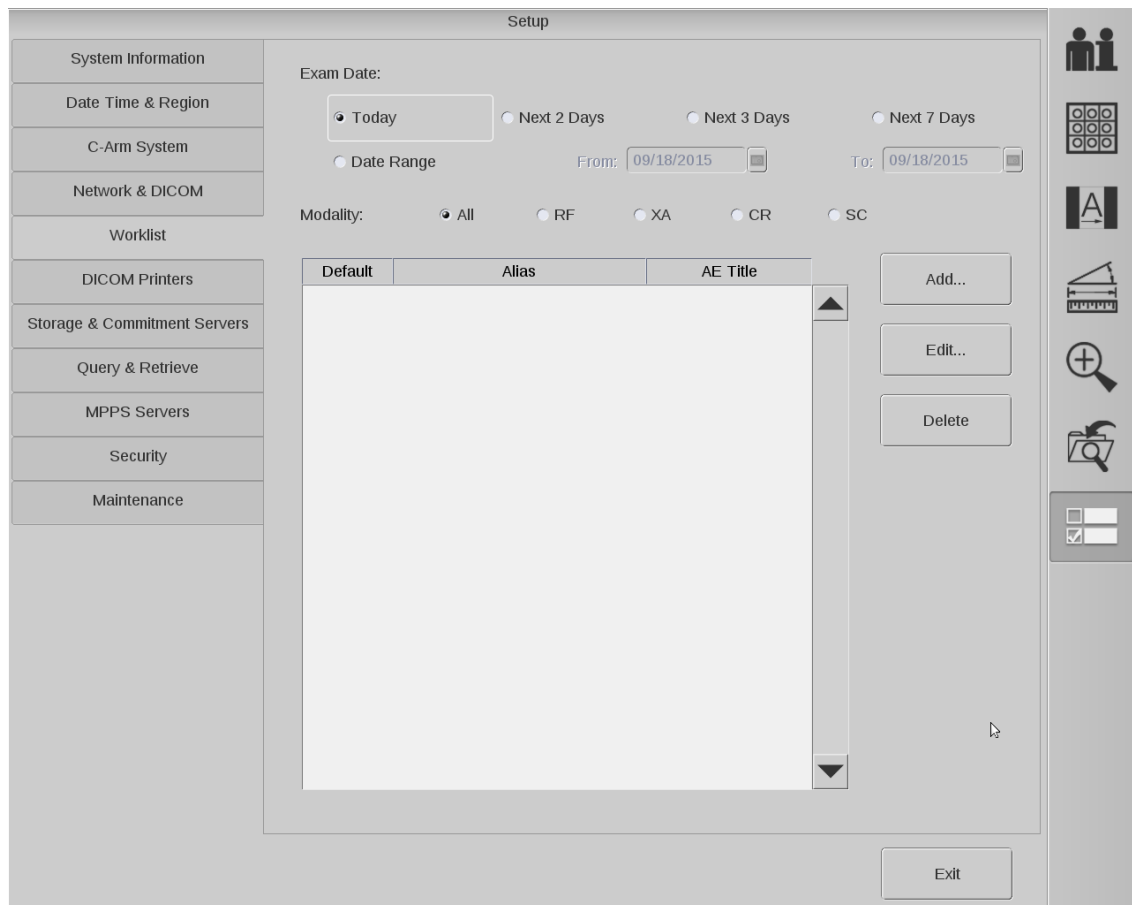 Setup
System Information
Date Time & Region
C-Arm System
Network & DICOM
Worklist
DICOM Printers
Storage & Commitment Servers
Query & Retrieve
MPPS Servers
Security
Maintenance
Exam Date:
Today Next 2 Days Next 3 Days Next 7 Days
Date Range From: 09/18/2015 To: 09/18/2015
Modality: All RF XA CR SC
Default Alias AE Title
Add...
Edit...
Delete
Exit
A